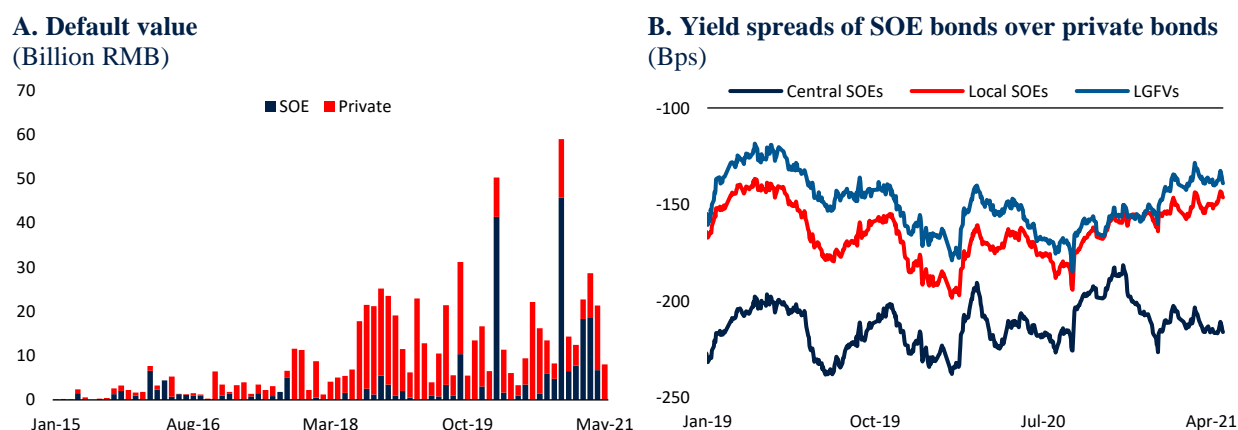 A. Default value
(Billion RMB)
70
60
50
40
30
20
10
0
SOE Private
Jan-15 Aug-16 Mar-18 Oct-19 May-21
B. Yield spreads of SOE bonds over private bonds
(Bps)
Central SOEs Local SOEs LGFVs
-100
-150
-200
-250
Jan-19 Oct-19 Jul-20 Apr-21